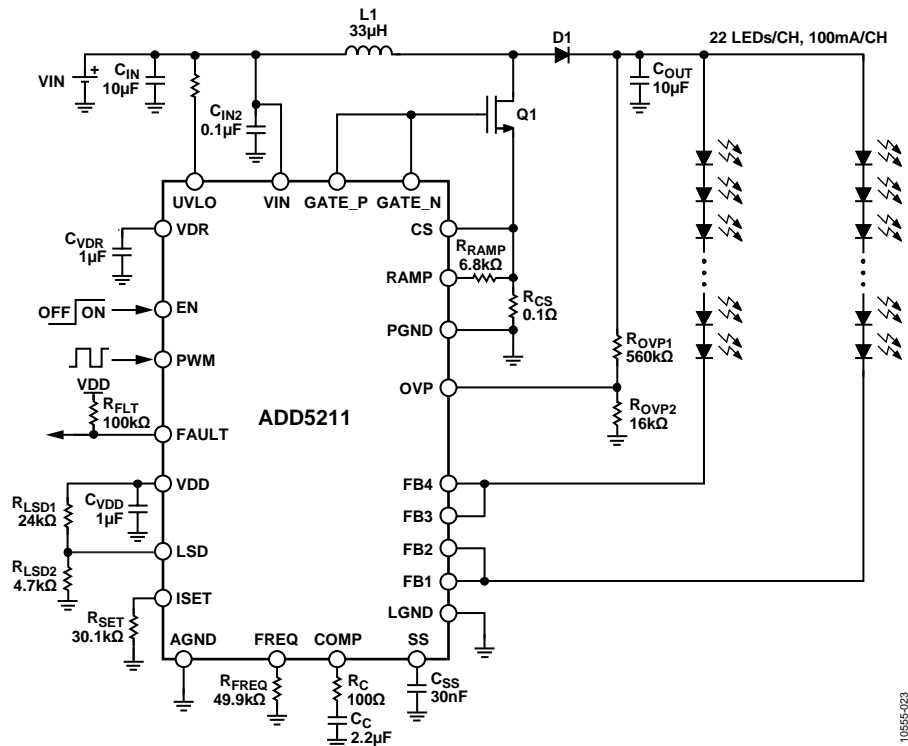 L1
33µH
D1
22 LEDs/CH, 100mA/CH
VIN
+
CIN
10µF
CIN2
0.1µF
Q1
COUT
10µF
UVLO
VIN
GATE_P
GATE_N
VDR
CVDR
1µF
CS
RRAMP
6.8kΩ
RAMP
RCS
0.1Ω
OFF
ON
EN
PGND
PWM
ROVP1
560kΩ
VDD
RFLT
100kΩ
OVP
ROVP2
16kΩ
ADD5211
FAULT
VDD
RLSD1
24kΩ
CVDD
1µF
FB4
FB3
LSD
RLSD2
4.7kΩ
FB2
FB1
ISET
RSET
30.1kΩ
LGND
AGND
FREQ
COMP
SS
RFREQ
49.9kΩ
RC
100Ω
CC
2.2µF
CSS
30nF
10555-023